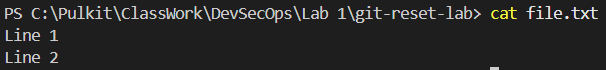 PS C:\Pulkit\ClassWork\DevSecOps\Lab 1\git-reset-lab> cat file.txt
Line 1
Line 2